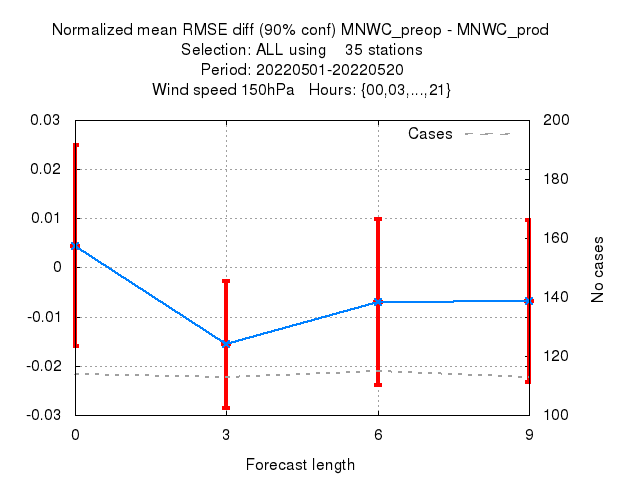 Normalized mean RMSE diff (90% conf) MNWC_preop - MNWC_prod
Selection: ALL using    35 stations
Period: 20220501-20220520
Wind speed 150hPa   Hours: {00,03,...,21}
0.03
0.02
0.01
0
-0.01
-0.02
-0.03
Cases
200
180
160
140
120
100
No cases
0 3 6 9
Forecast length